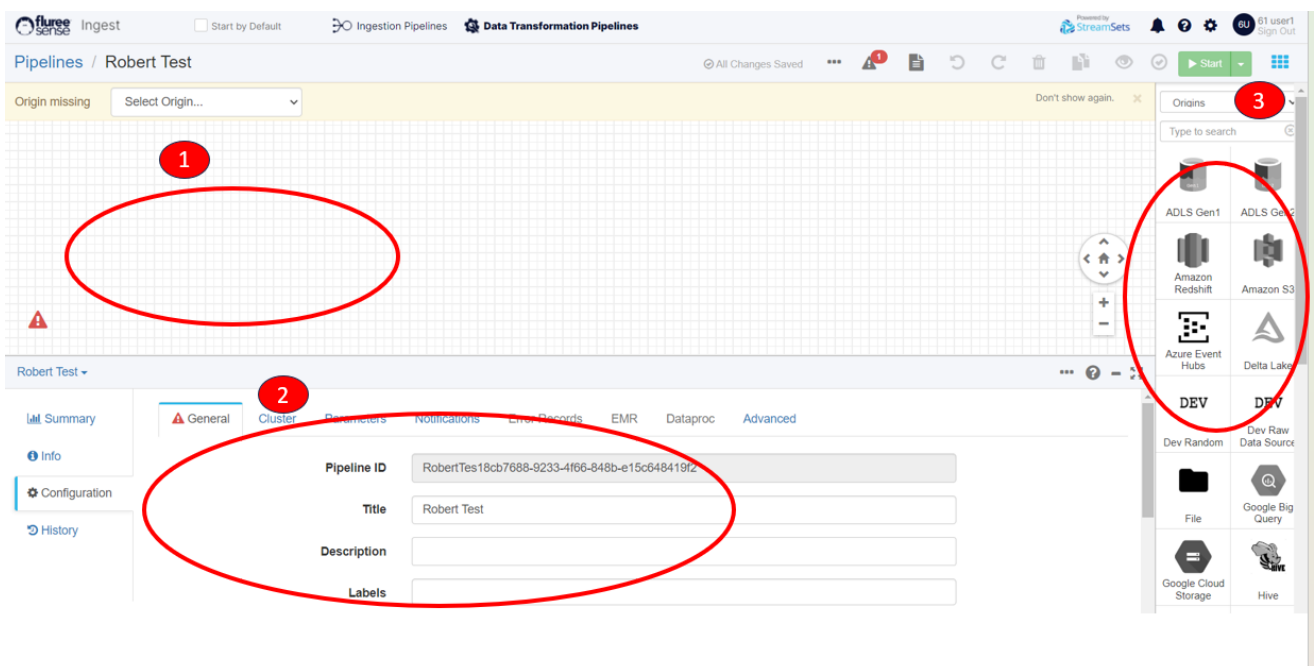 fluree sense Ingest Start by Default Ingestion Pipelines Data Transformation Pipelines Powered by StreamSets 6U 61 user1 Sign Out
Pipelines / Robert Test All Changes Saved 1 Start
Origin missing Select Origin... Don't show again. Origins 3
Type to search
1
ADLS Gen1 ADLS Gen2
Amazon Redshift Amazon S3
Azure Event Hubs Delta Lake
Robert Test
2
Summary General Cluster Parameters Notifications Error Records EMR Dataproc Advanced
DEV DEV
Dev Random Dev Raw Data Source
Info
Pipeline ID RobertTes18cb7688-9233-4f66-848b-e15c648419f2
Configuration
Title Robert Test
File Google Big Query
History
Description
Labels
Google Cloud Storage HIVE Hive